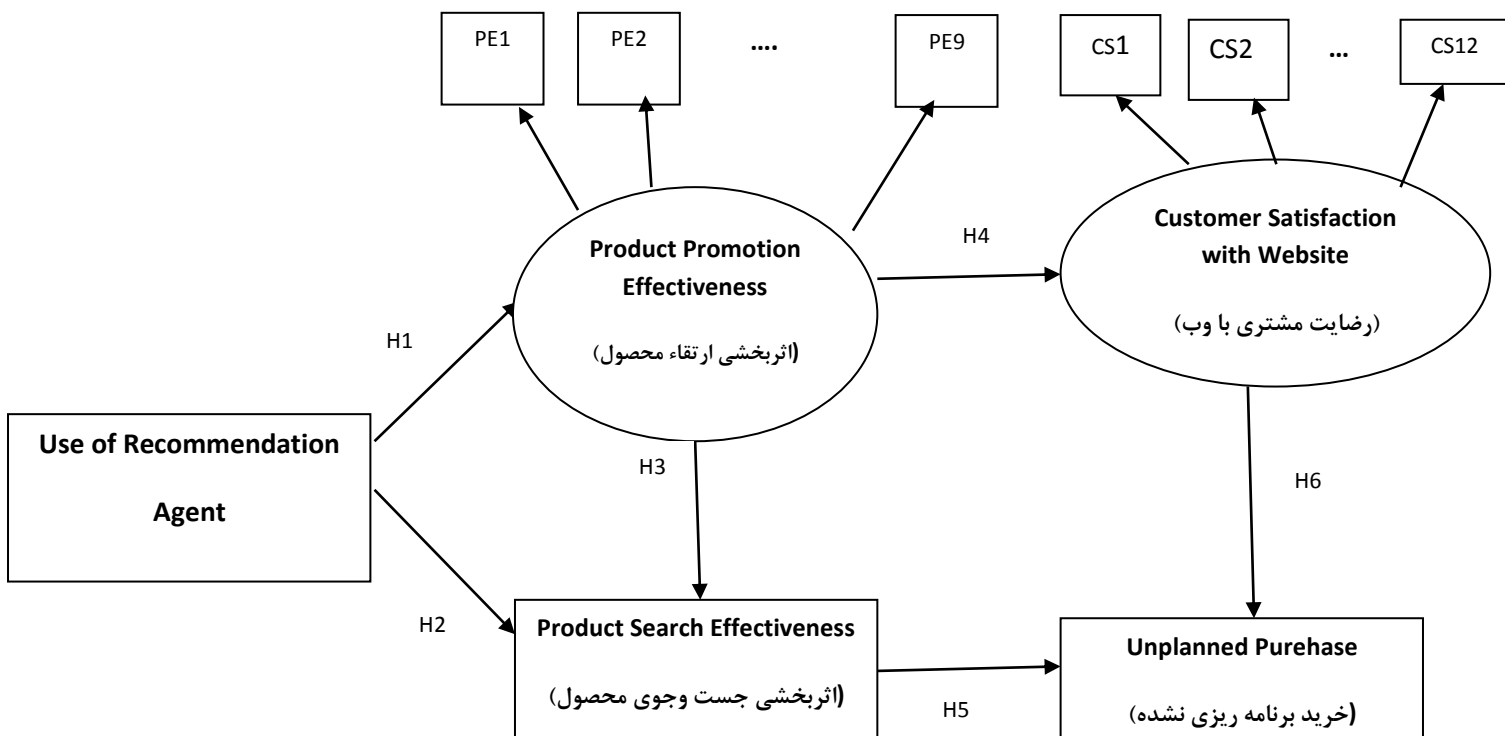 PE1
PE2
....
PE9
CS1
CS2
...
CS12
Product Promotion
Effectiveness
(اثربخشی ارتقاء محصول)
H4
Customer Satisfaction
with Website
(رضایت مشتری با وب)
H1
Use of Recommendation
Agent
H3
H6
H2
Product Search Effectiveness
(اثربخشی جست وجوی محصول)
H5
Unplanned Purehase
(خرید برنامه ریزی نشده)